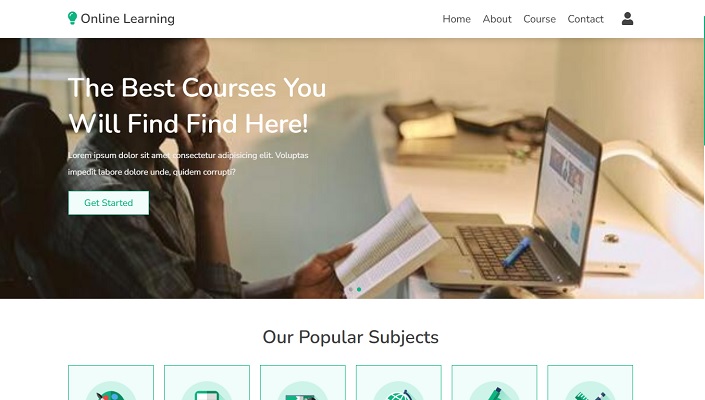 Online Learning
Home About Course Contact
The Best Courses You
Will Find Find Here!
Lorem ipsum dolor sit amet consectetur adipisicing elit. Voluptas
impedit labore dolore unde, quidem corrupti?
Get Started
Our Popular Subjects